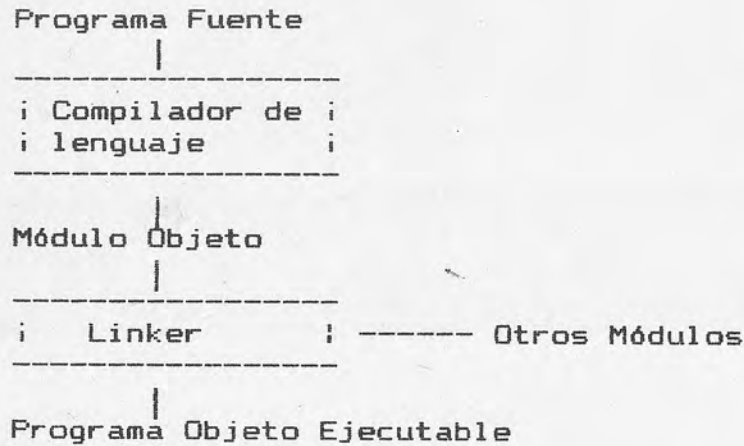 Programa Fuente
Compilador de
lenguaje
Módulo Objeto
Linker ------ Otros Módulos
Programa Objeto Ejecutable